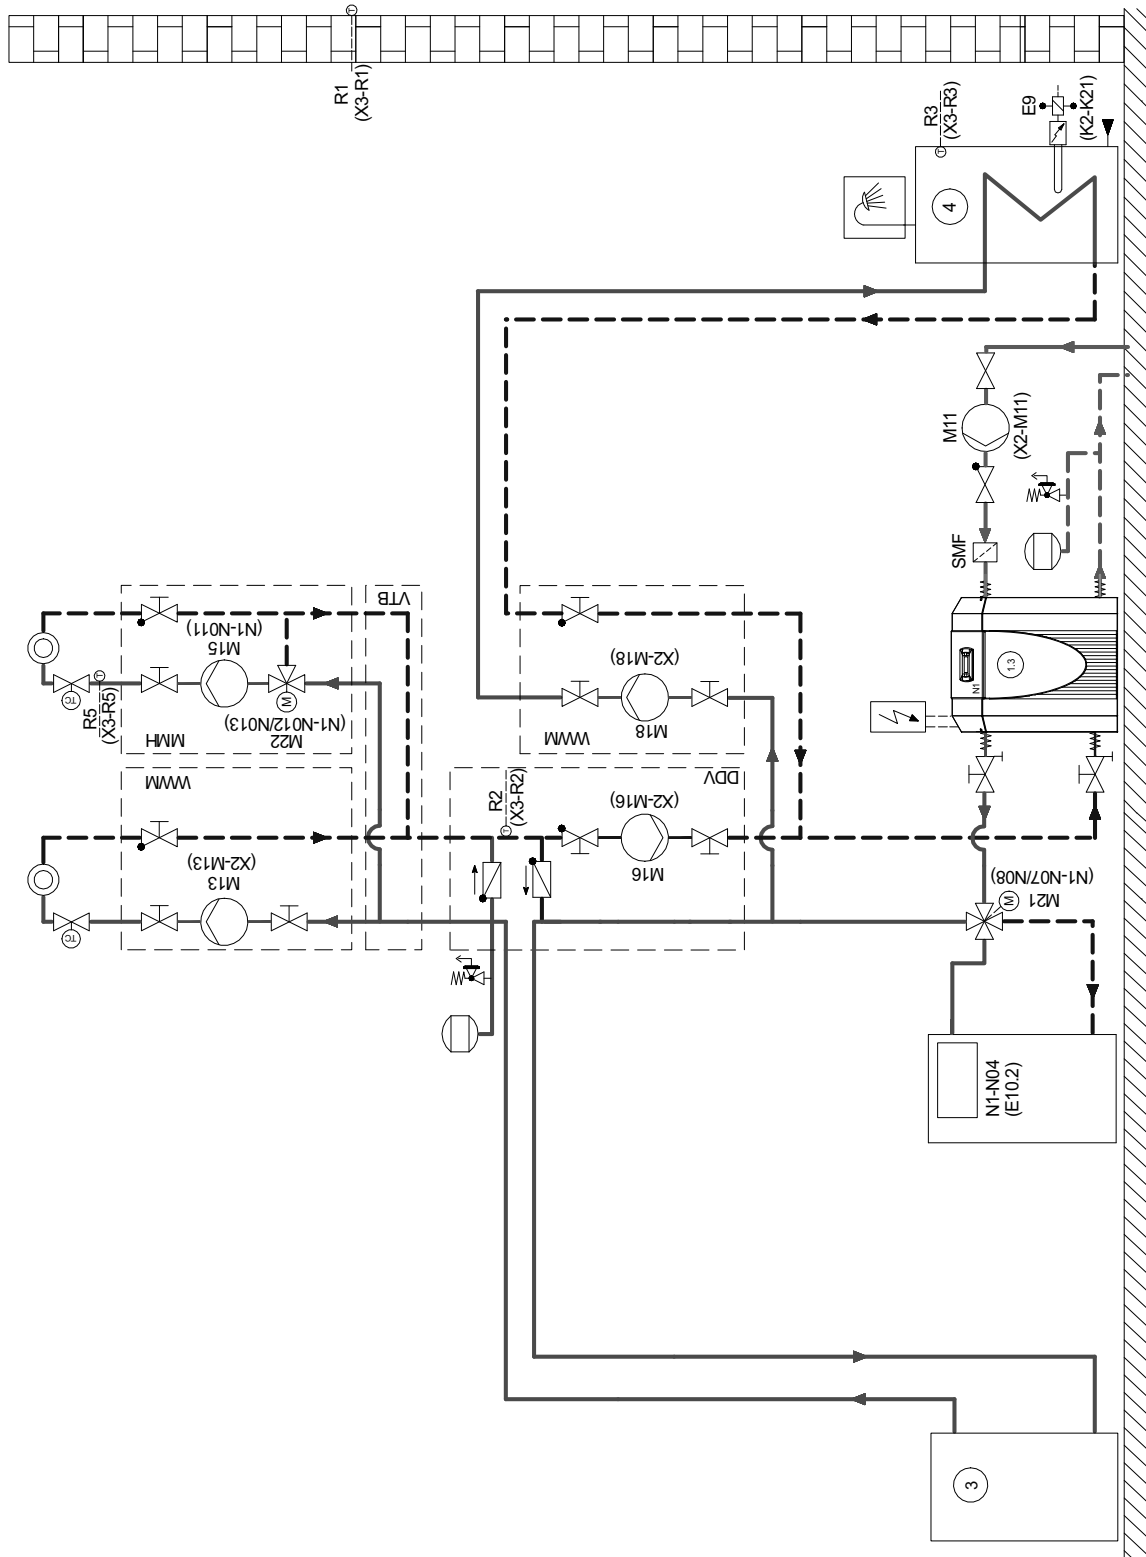 R1
(X3-R1)
R3
(X3-R3)
E9
(K2-K21)
4
T
T
M11
(X2-M11)
SMF
VTB
(N1-N011)
M15
TC
T
R5
(X3-R5)
M
M22
(N1-N012/N013)
MMH
WWM
(X2-M13)
M13
TC
(X2-M18)
M18
WWM
DDV
R2
(X3-R2)
T
(X2-M16)
M16
N1
1.3
(N1-N07/N08)
M21
M
N1-N04
(E10.2)
3